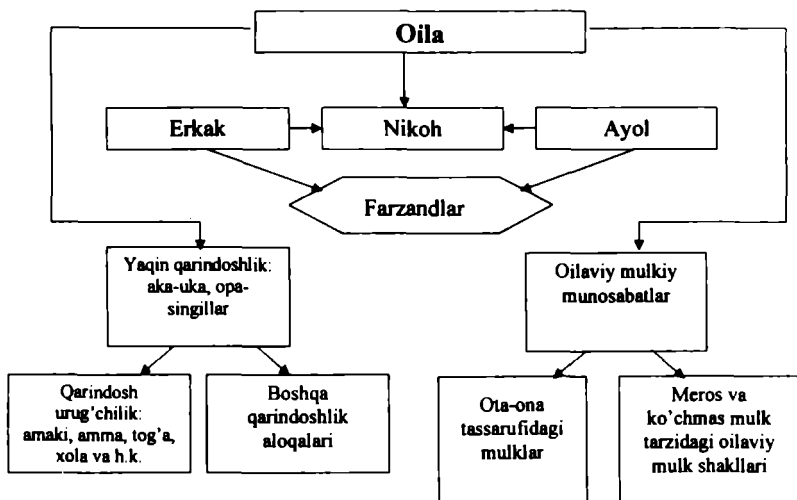 Oila
Erkak
Nikoh
Ayol
Farzandlar
Yaqin qarindoshlik:
aka-uka, opa-
singillar
Oilaviy mulkiy
munosabatlar
Qarindosh
urug'chilik:
amaki, amma, tog'a,
xola va h.k.
Boshqa
qarindoshlik
aloqalari
Ota-ona
tassarufidagi
mulklar
Meros va
ko'chmas mulk
tarzidagi oilaviy
mulk shakllari